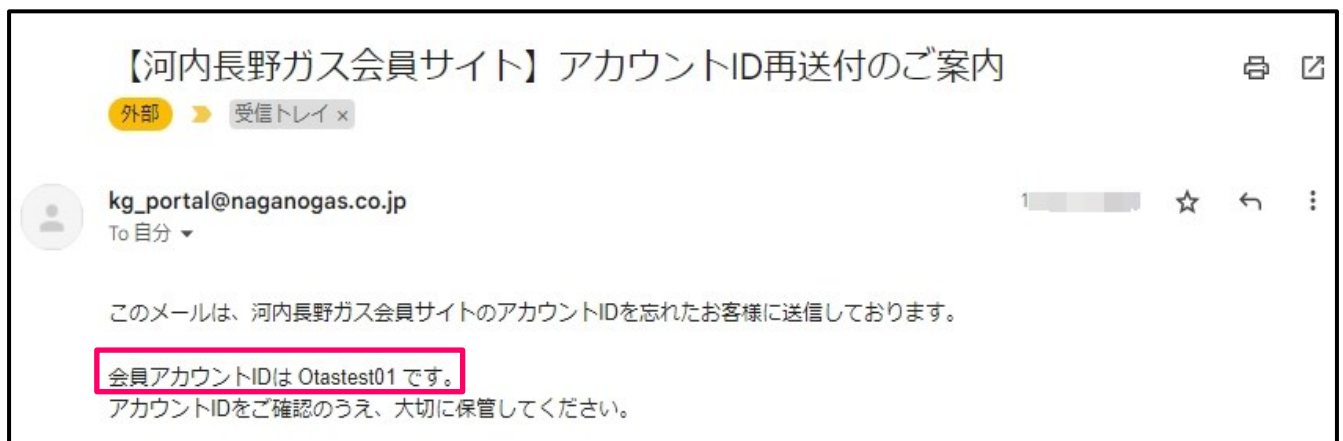 【河内長野ガス会員サイト】アカウントID再送付のご案内
外部 受信トレイ ×
kg_portal@naganogas.co.jp
To 自分
このメールは、河内長野ガス会員サイトのアカウントIDを忘れたお客様に送信しております。
会員アカウントIDは Otastest01 です。
アカウントIDをご確認のうえ、大切に保管してください。